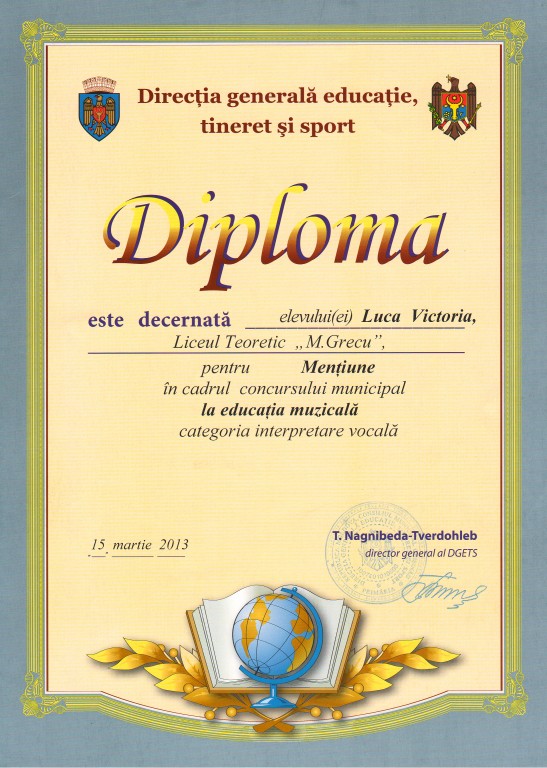 Direcția generală educație,
tineret și sport
Diploma
este decernată elevului(ei) Luca Victoria,
Liceul Teoretic „M.Grecu”,
pentru Mențiune
în cadrul concursului municipal
la educația muzicală
categoria interpretare vocală
T. Nagnibeda-Tverdohleb
director general al DGETS
15 martie 2013